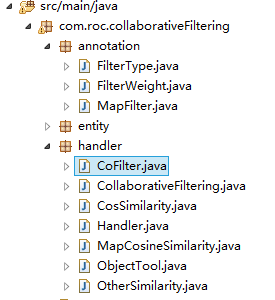 src/main/java
com.roc.collaborativeFiltering
annotation
FilterType.java
FilterWeight.java
MapFilter.java
entity
handler
CoFilter.java
CollaborativeFiltering.java
CosSimilarity.java
Handler.java
MapCosineSimilarity.java
ObjectTool.java
OtherSimilarity.java